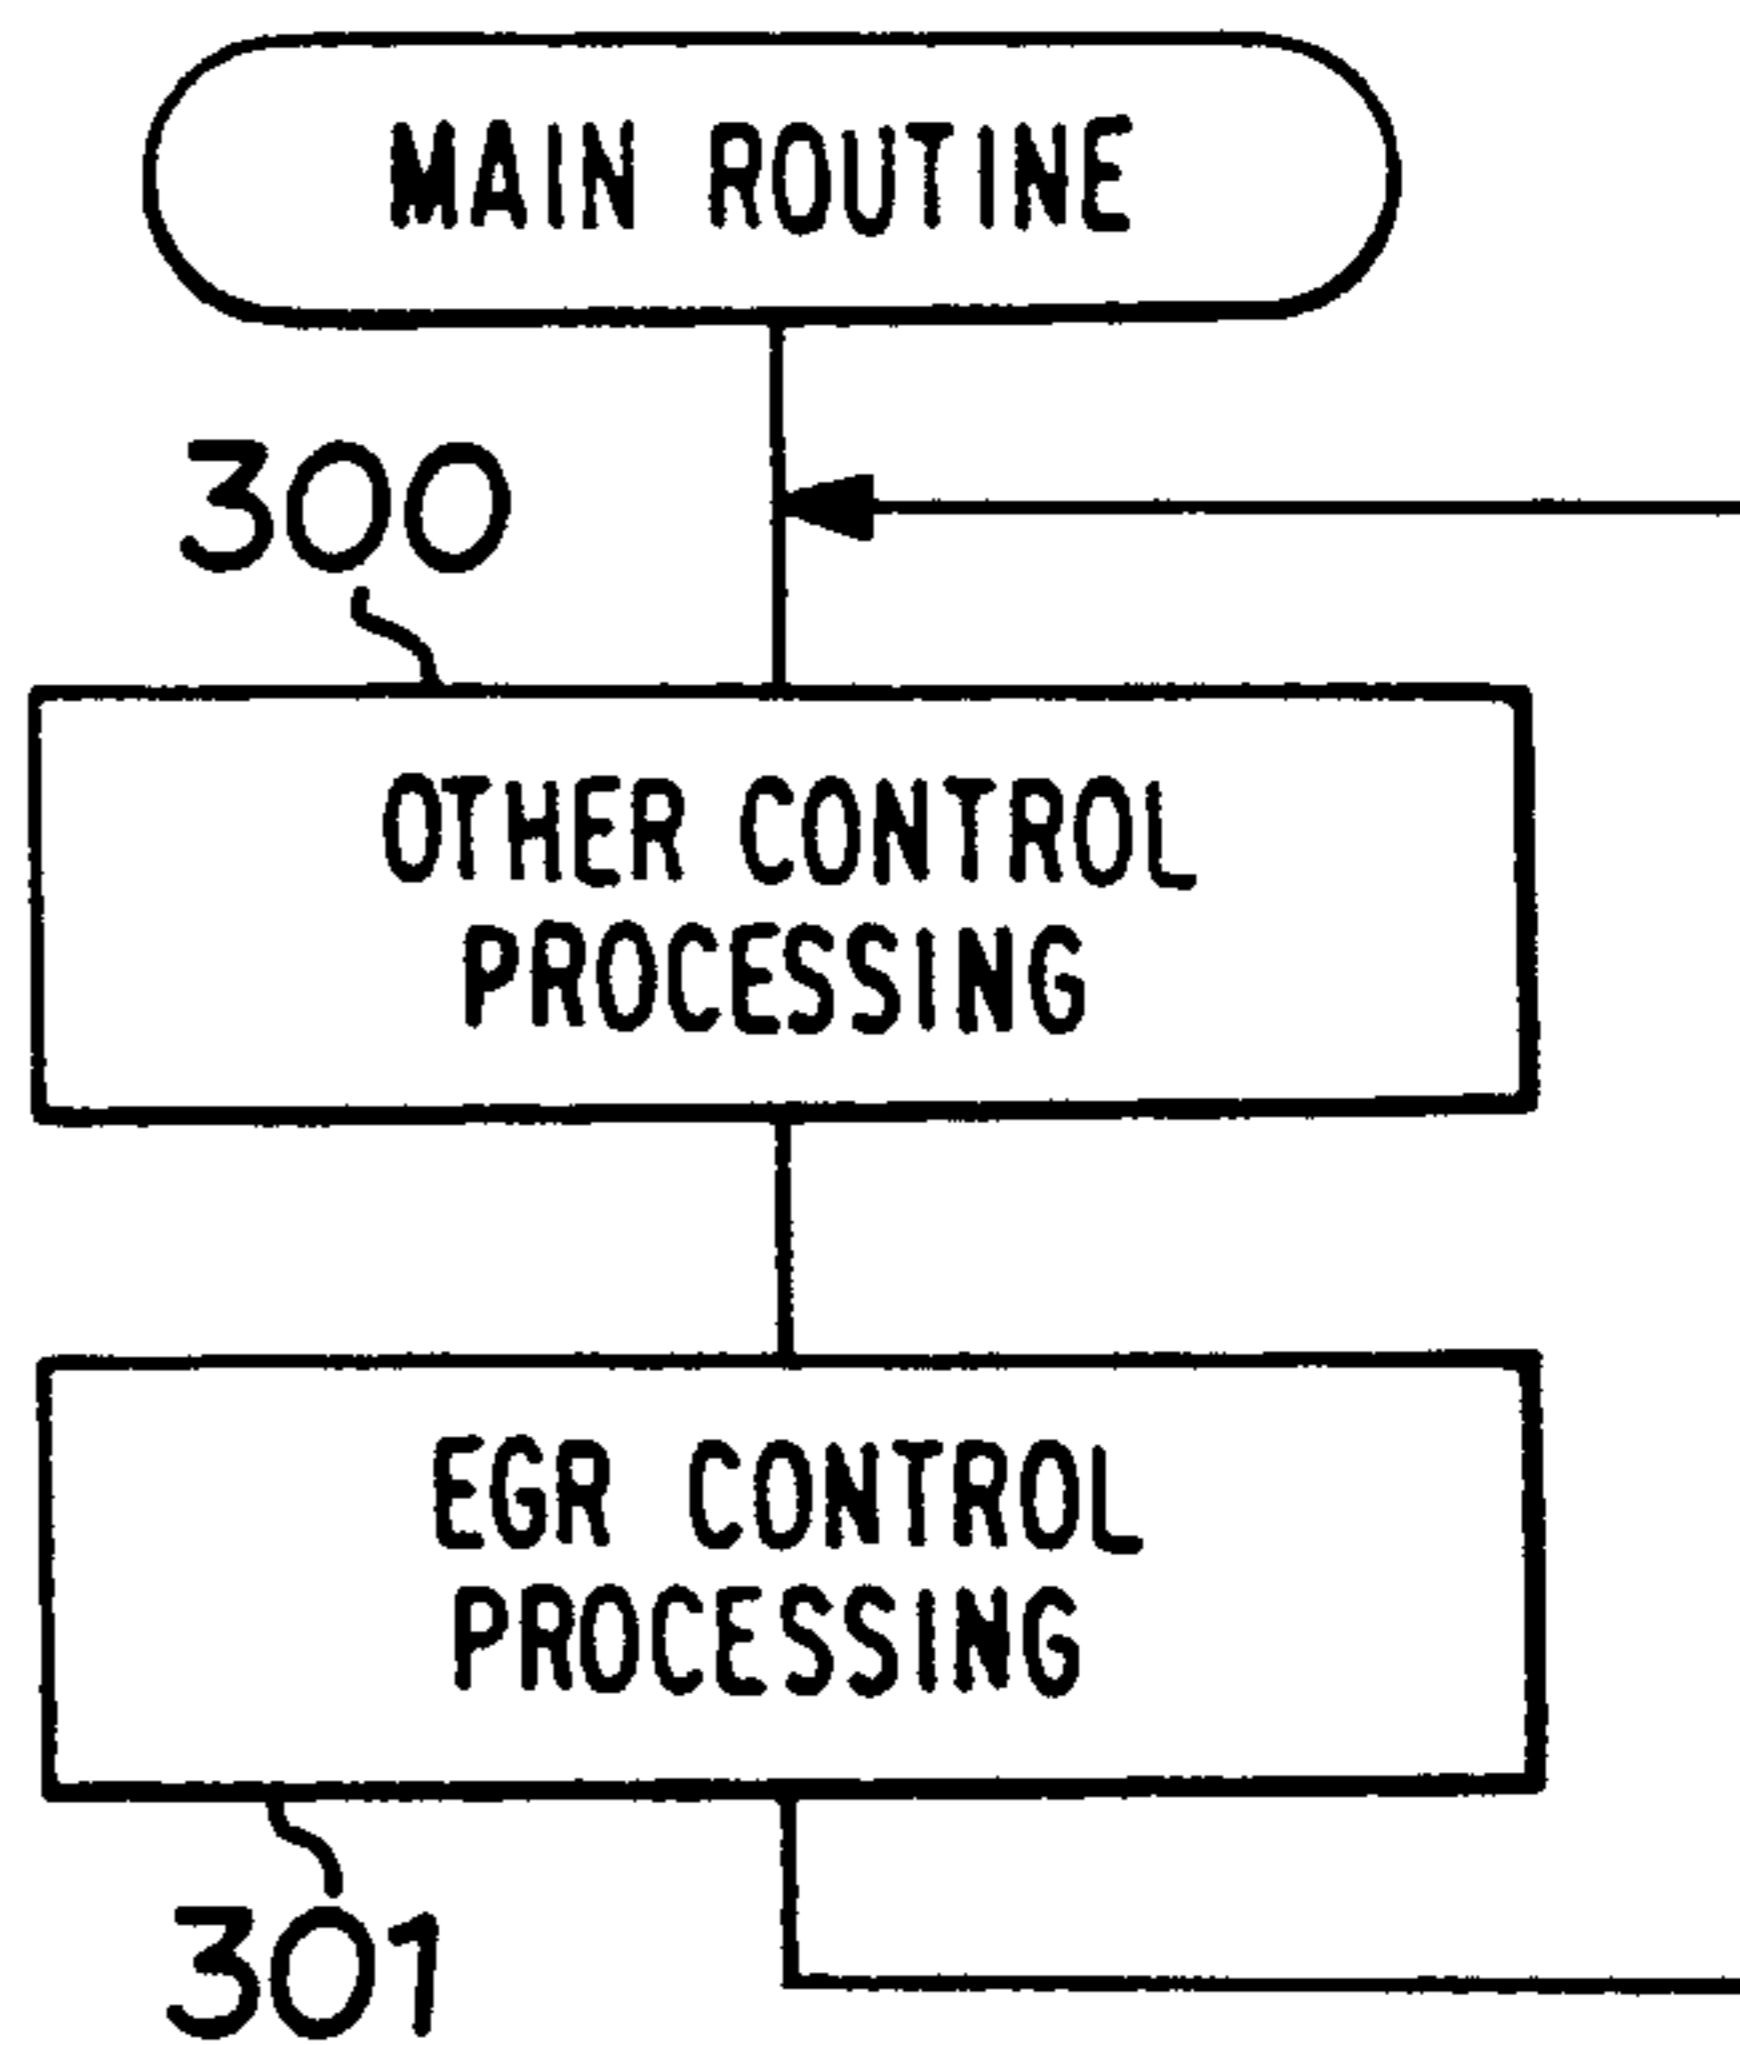 MAIN ROUTINE
300
OTHER CONTROL
PROCESSING
EGR CONTROL
PROCESSING
301